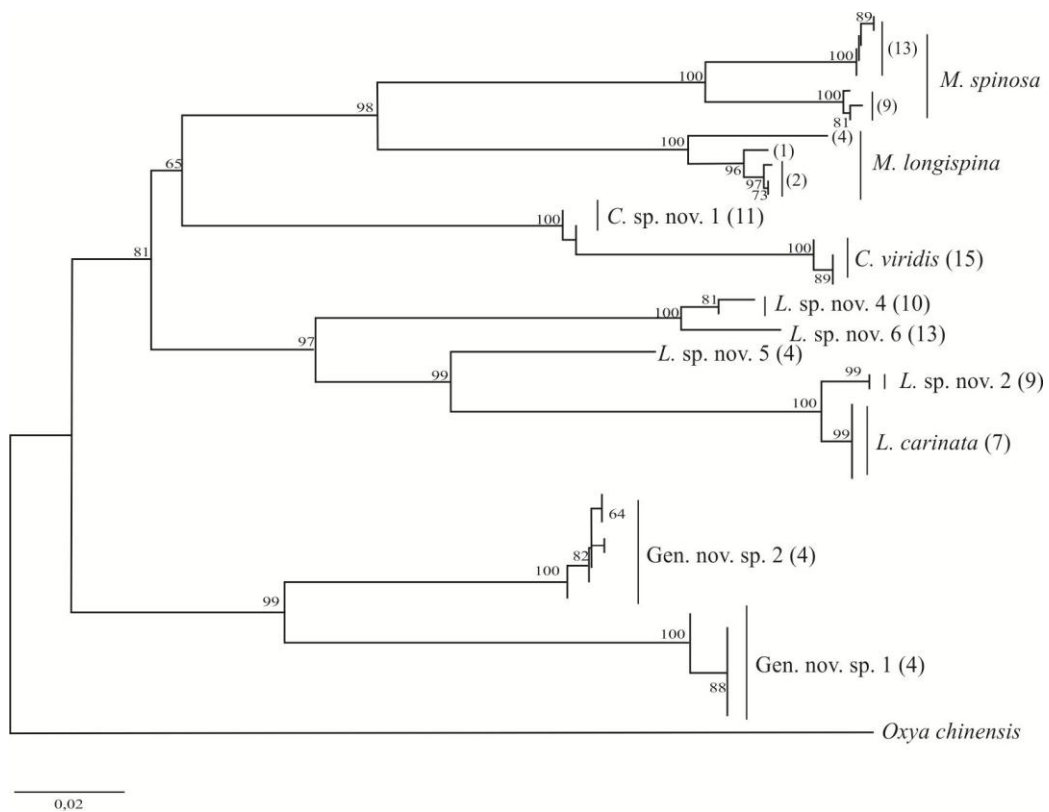 89
(13)
100
M. spinosa
100
100
(9)
81
98
(4)
100
(1)
M. longispina
96
(2)
97
73
65
C. sp. nov. 1 (11)
100
81
100
C. viridis (15)
89
81
L. sp. nov. 4 (10)
100
L. sp. nov. 6 (13)
97
L. sp. nov. 5 (4)
99
99
L. sp. nov. 2 (9)
100
99
L. carinata (7)
64
82
Gen. nov. sp. 2 (4)
100
99
100
Gen. nov. sp. 1 (4)
88
Oxya chinensis
0,02